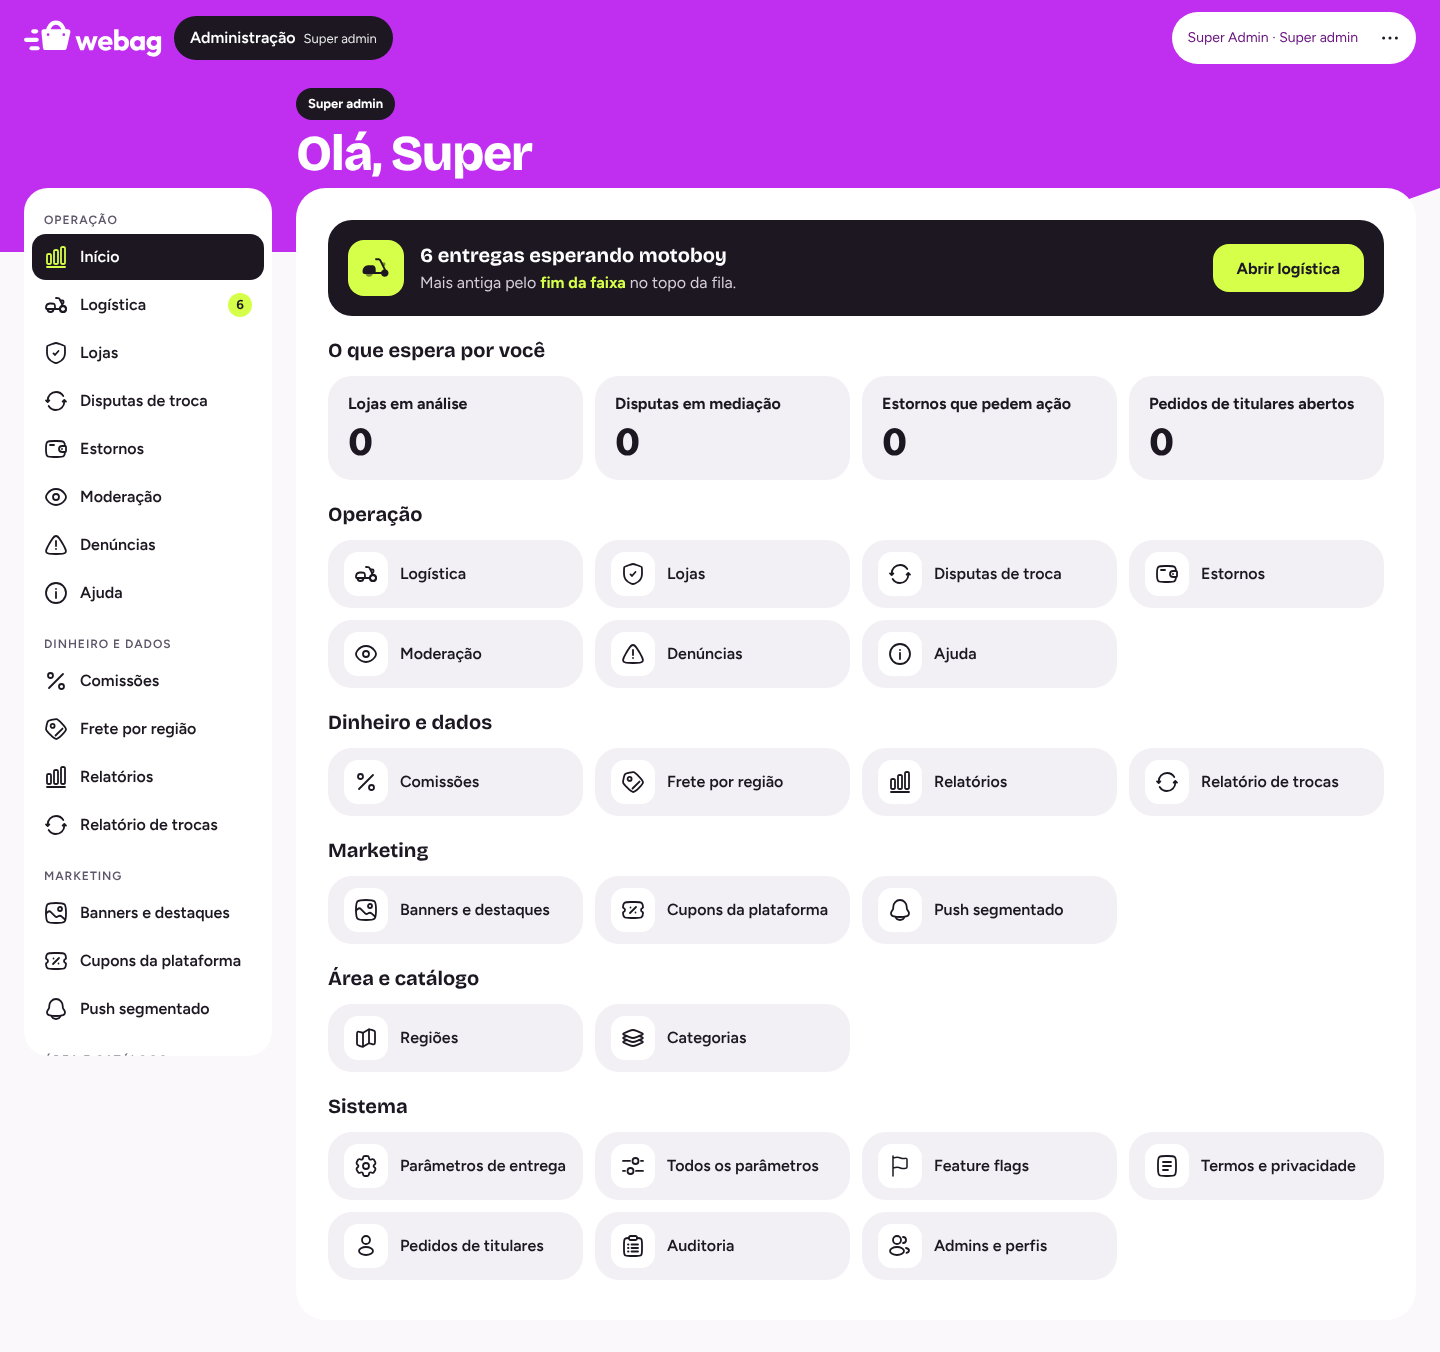 webag
Administração Super admin
Super Admin · Super admin
Super admin
Olá, Super
OPERAÇÃO
Início
Logística 6
Lojas
Disputas de troca
Estornos
Moderação
Denúncias
Ajuda
DINHEIRO E DADOS
Comissões
Frete por região
Relatórios
Relatório de trocas
MARKETING
Banners e destaques
Cupons da plataforma
Push segmentado
6 entregas esperando motoboy
Mais antiga pelo fim da faixa no topo da fila.
Abrir logística
O que espera por você
Lojas em análise
0
Disputas em mediação
0
Estornos que pedem ação
0
Pedidos de titulares abertos
0
Operação
Logística
Lojas
Disputas de troca
Estornos
Moderação
Denúncias
Ajuda
Dinheiro e dados
Comissões
Frete por região
Relatórios
Relatório de trocas
Marketing
Banners e destaques
Cupons da plataforma
Push segmentado
Área e catálogo
Regiões
Categorias
Sistema
Parâmetros de entrega
Todos os parâmetros
Feature flags
Termos e privacidade
Pedidos de titulares
Auditoria
Admins e perfis